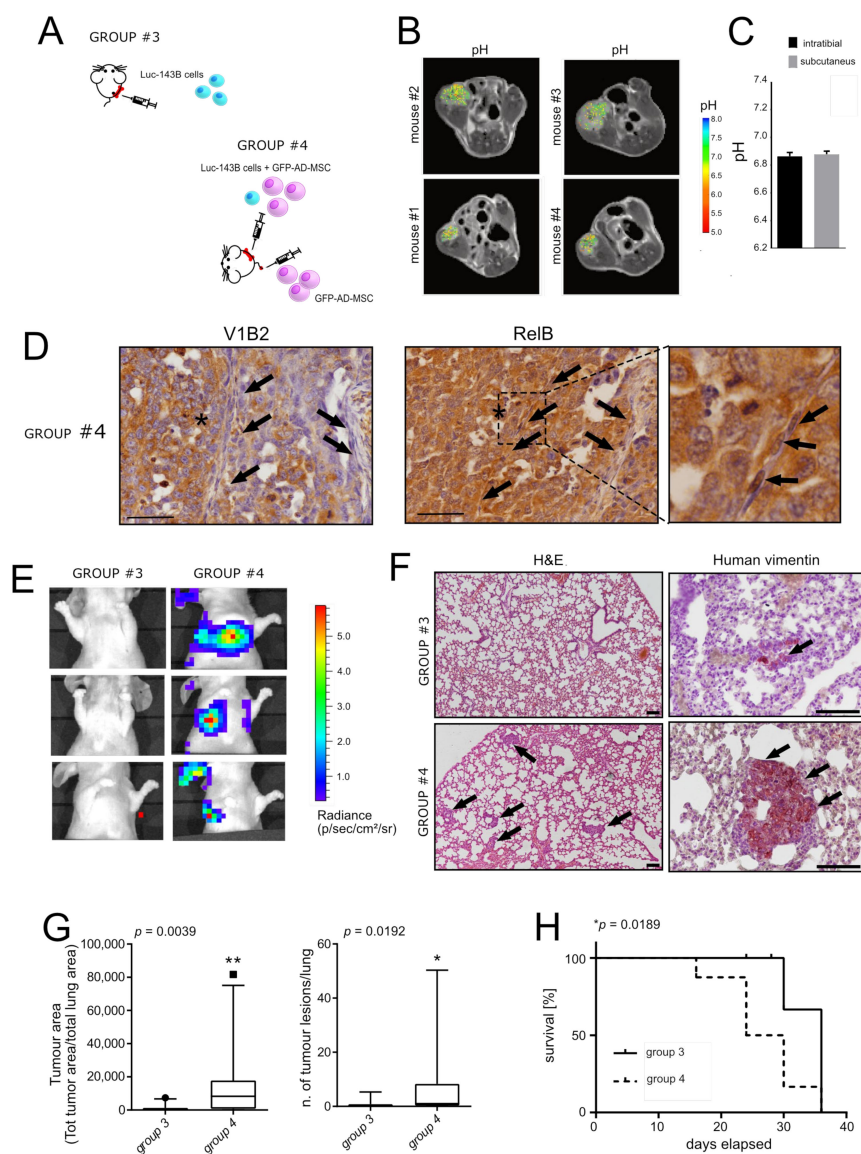 A
GROUP #3
Luc-143B cells
GROUP #4
Luc-143B cells + GFP-AD-MSC
GFP-AD-MSC
B
pH
pH
mouse #2
mouse #3
mouse #1
mouse #4
pH
8.0
7.5
7.0
6.5
6.0
5.5
5.0
C
intratibial
subcutaneus
pH
7.4
7.2
7.0
6.8
6.6
6.4
6.2
D
V1B2
RelB
GROUP #4
*
*
E
GROUP #3
GROUP #4
5.0
4.0
3.0
2.0
1.0
Radiance
(p/sec/cm²/sr)
F
H&E
Human vimentin
GROUP #3
GROUP #4
G
p = 0.0039
Tumour area
(Tot tumor area/total lung area)
100,000
80,000
60,000
40,000
20,000
0
**
group 3
group 4
p = 0.0192
n. of tumour lesions/lung
60
40
20
0
*
group 3
group 4
H
*p = 0.0189
survival [%]
100
50
0
group 3
group 4
0
20
30
40
days elapsed